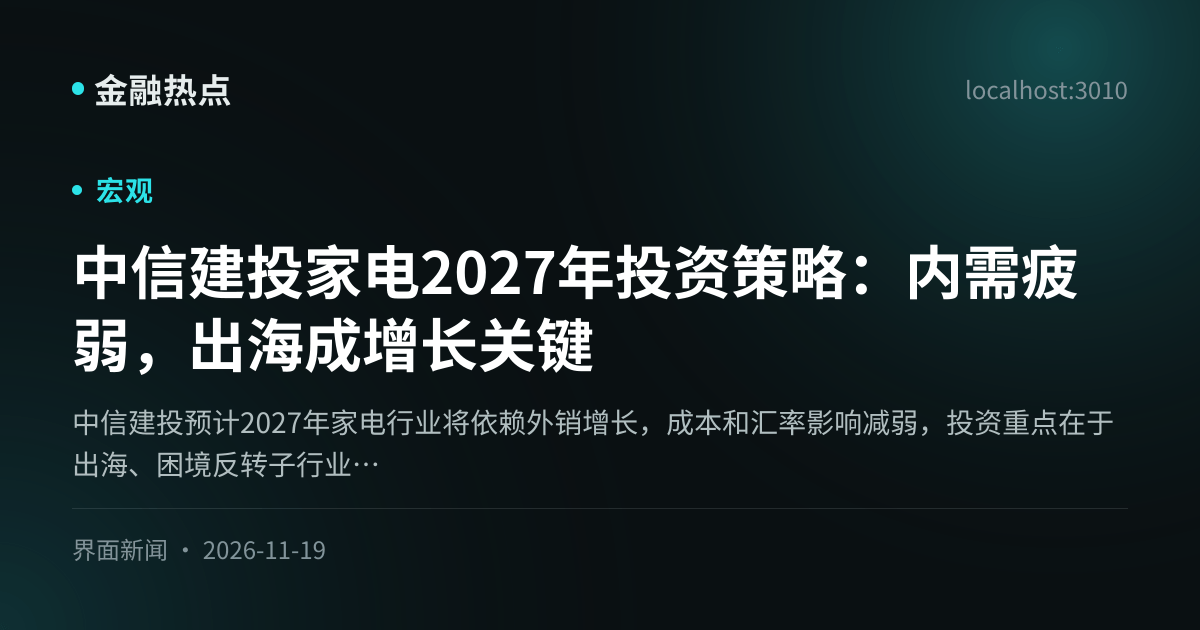 金融热点
localhost:3010
宏观
中信建投家电2027年投资策略：内需疲
弱，出海成增长关键
中信建投预计2027年家电行业将依赖外销增长，成本和汇率影响减弱，投资重点在于
出海、困境反转子行业…
界面新闻 • 2026-11-19